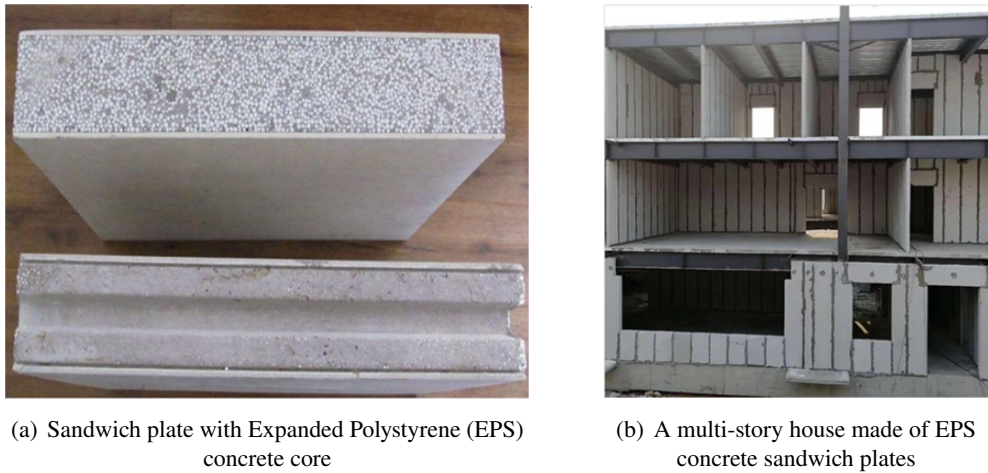 (a) Sandwich plate with Expanded Polystyrene (EPS)
concrete core
(b) A multi-story house made of EPS
concrete sandwich plates